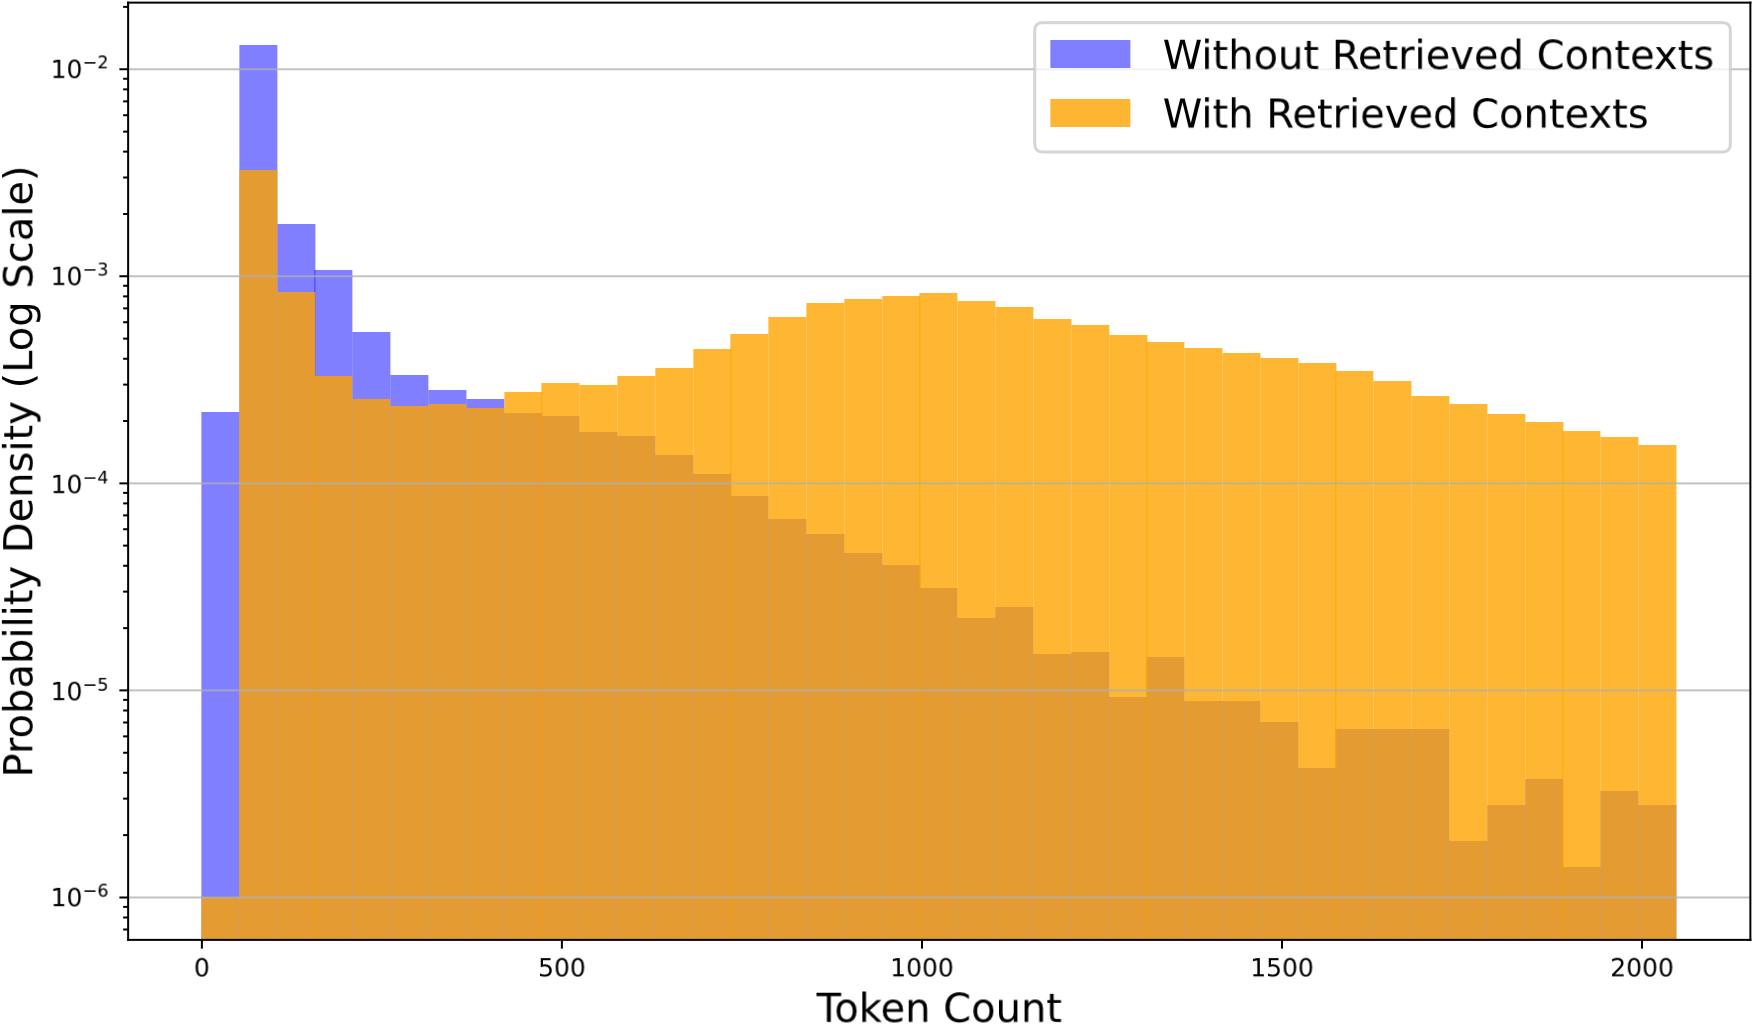 Without Retrieved Contexts
With Retrieved Contexts
Probability Density (Log Scale)
10⁻²
10⁻³
10⁻⁴
10⁻⁵
10⁻⁶
0 500 1000 1500 2000
Token Count